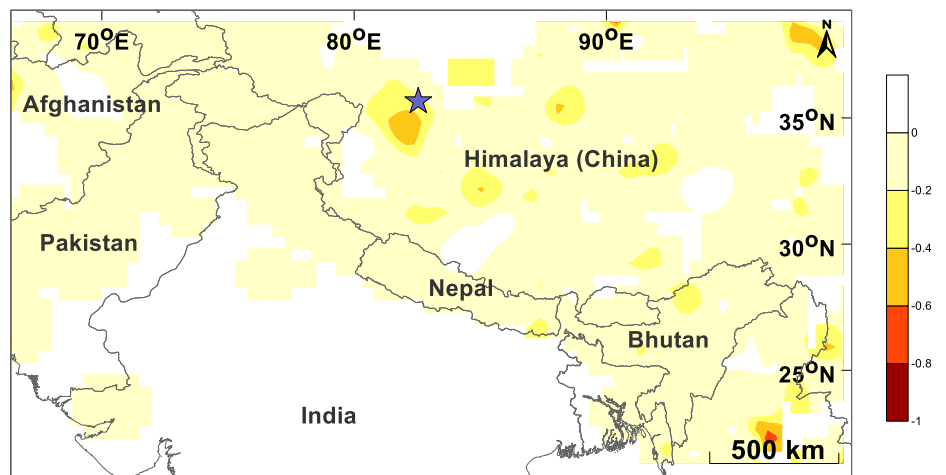 70°E 80°E 90°E N
Afghanistan
35°N
Himalaya (China)
Pakistan
30°N
Nepal
Bhutan
25°N
India
500 km
0
-0.2
-0.4
-0.6
-0.8
-1